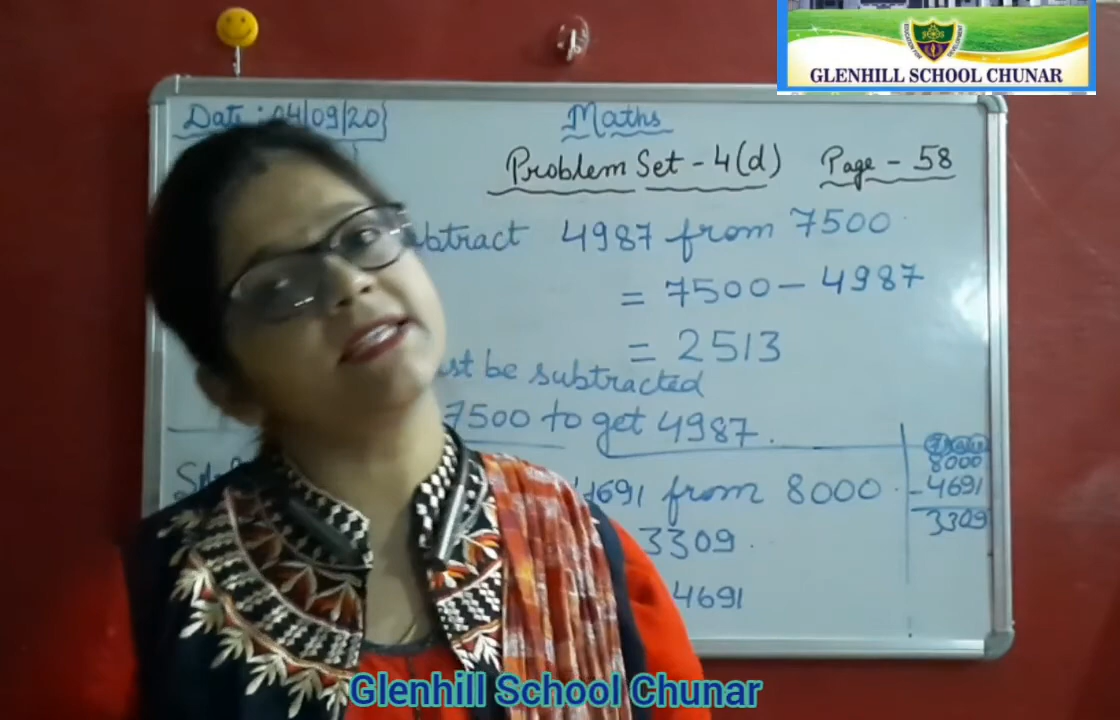 GLENHILL SCHOOL CHUNAR
Date: 04/09/20
Maths
Problem Set - 4(d) Page - 58
btract 4987 from 7500
= 7500 - 4987
= 2513
st be subtracted
7500 to get 4987.
4691 from 8000
8000
- 4691
3309
3309
4691
Glenhill School Chunar